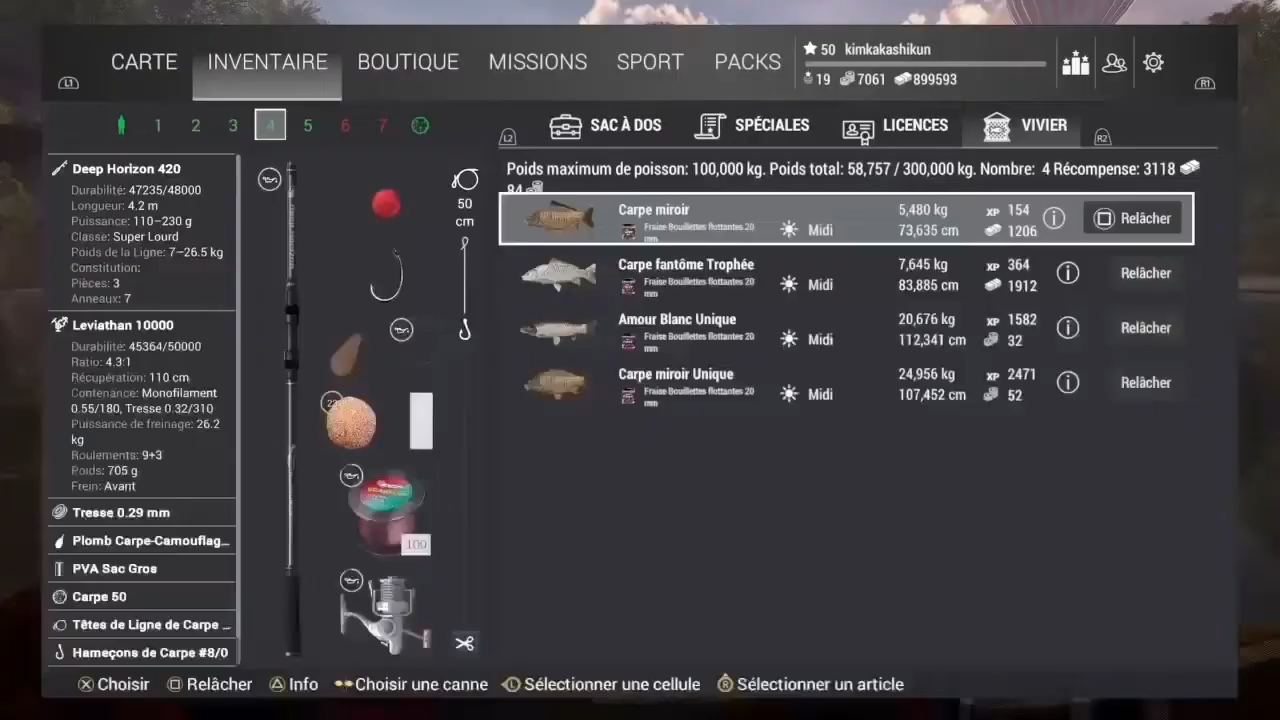 CARTE INVENTAIRE BOUTIQUE MISSIONS SPORT PACKS
50 kimkakashikun
19 7061 899593
L1 R1
1 2 3 4 5 6 7
L2 SAC À DOS SPÉCIALES LICENCES VIVIER R2
Deep Horizon 420
Durabilité: 47235/48000
Longueur: 4.2 m
Puissance: 110–230 g
Classe: Super Lourd
Poids de la Ligne: 7–26.5 kg
Constitution:
Pièces: 3
Anneaux: 7
Leviathan 10000
Durabilité: 45364/50000
Ratio: 4.3:1
Récupération: 110 cm
Contenance: Monofilament
0.55/180, Tresse 0.32/310
Puissance de freinage: 26.2
kg
Roulements: 9+3
Poids: 705 g
Frein: Avant
Tresse 0.29 mm
Plomb Carpe-Camouflag...
PVA Sac Gros
Carpe 50
Têtes de Ligne de Carpe ...
Hameçons de Carpe #8/0
50
cm
100
Poids maximum de poisson: 100,000 kg. Poids total: 58,757 / 300,000 kg. Nombre: 4 Récompense: 3118
84
Carpe miroir 5,480 kg XP 154
Fraise Bouillettes flottantes 20 Midi 73,635 cm 1206 Relâcher
mm
Carpe fantôme Trophée 7,645 kg XP 364
Fraise Bouillettes flottantes 20 Midi 83,885 cm 1912 Relâcher
mm
Amour Blanc Unique 20,676 kg XP 1582
Fraise Bouillettes flottantes 20 Midi 112,341 cm 32 Relâcher
mm
Carpe miroir Unique 24,956 kg XP 2471
Fraise Bouillettes flottantes 20 Midi 107,452 cm 52 Relâcher
mm
Choisir Relâcher Info Choisir une canne L Sélectionner une cellule R Sélectionner un article